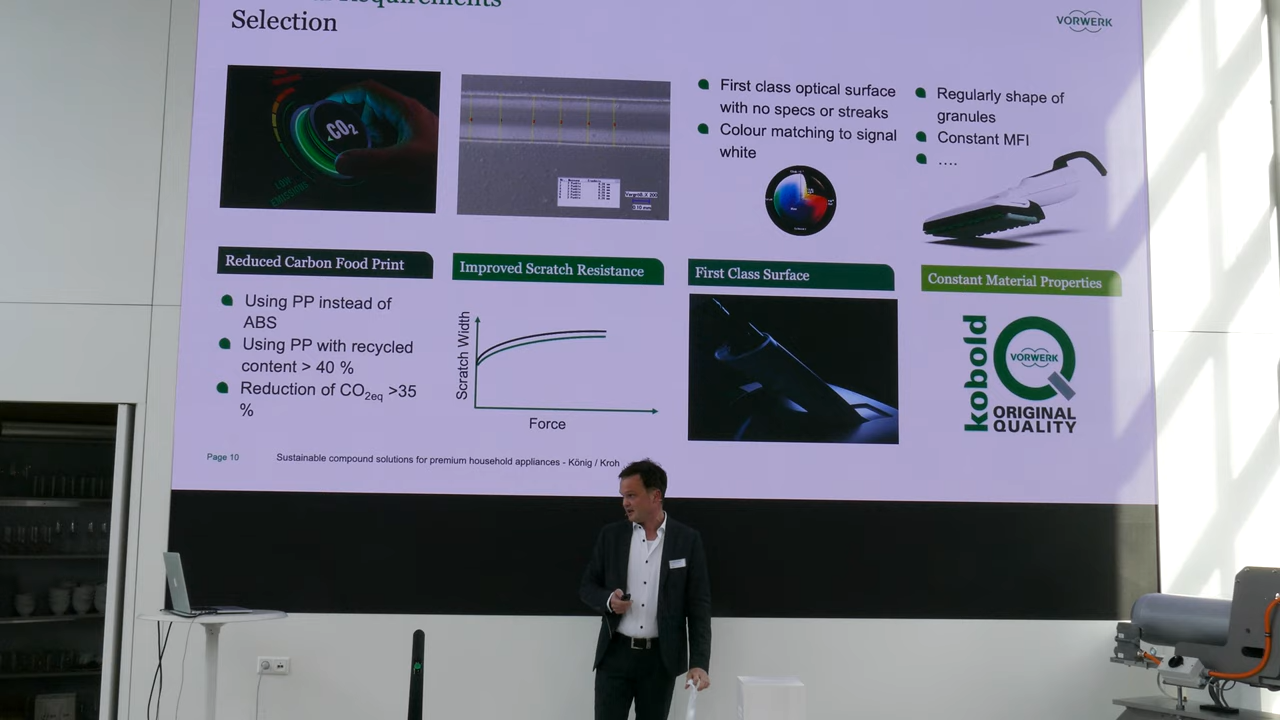 Requirements
Selection
VORWERK
CO₂
First class optical surface
with no specs or streaks
Colour matching to signal
white
Regularly shape of
granules
Constant MFI
....
Reduced Carbon Food Print
Improved Scratch Resistance
First Class Surface
Constant Material Properties
Using PP instead of
ABS
Using PP with recycled
content > 40 %
Reduction of CO₂eq >35
%
Scratch Width
Force
kobold
VORWERK
ORIGINAL
QUALITY
Page 10
Sustainable compound solutions for premium household appliances - König / Kroh